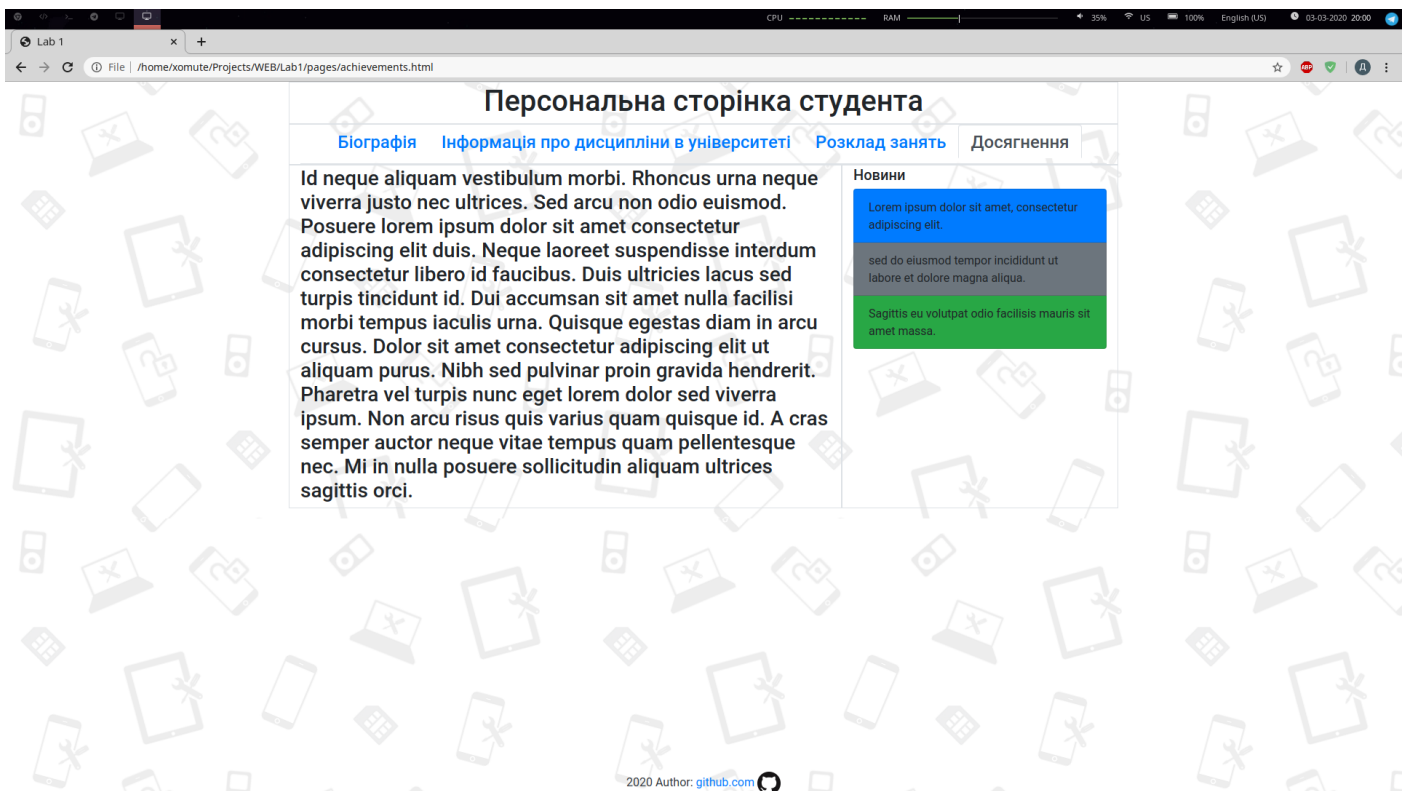 CPU ------------- RAM 35% US 100% English (US) 03-03-2020 20:00
Lab 1 × +
File | /home/xomute/Projects/WEB/Lab1/pages/achievements.html ABP Д
Персональна сторінка студента
Біографія Інформація про дисципліни в університеті Розклад занять Досягнення
Id neque aliquam vestibulum morbi. Rhoncus urna neque
viverra justo nec ultrices. Sed arcu non odio euismod.
Posuere lorem ipsum dolor sit amet consectetur
adipiscing elit duis. Neque laoreet suspendisse interdum
consectetur libero id faucibus. Duis ultricies lacus sed
turpis tincidunt id. Dui accumsan sit amet nulla facilisi
morbi tempus iaculis urna. Quisque egestas diam in arcu
cursus. Dolor sit amet consectetur adipiscing elit ut
aliquam purus. Nibh sed pulvinar proin gravida hendrerit.
Pharetra vel turpis nunc eget lorem dolor sed viverra
ipsum. Non arcu risus quis varius quam quisque id. A cras
semper auctor neque vitae tempus quam pellentesque
nec. Mi in nulla posuere sollicitudin aliquam ultrices
sagittis orci.
Новини
Lorem ipsum dolor sit amet, consectetur
adipiscing elit.
sed do eiusmod tempor incididunt ut
labore et dolore magna aliqua.
Sagittis eu volutpat odio facilisis mauris sit
amet massa.
2020 Author: github.com